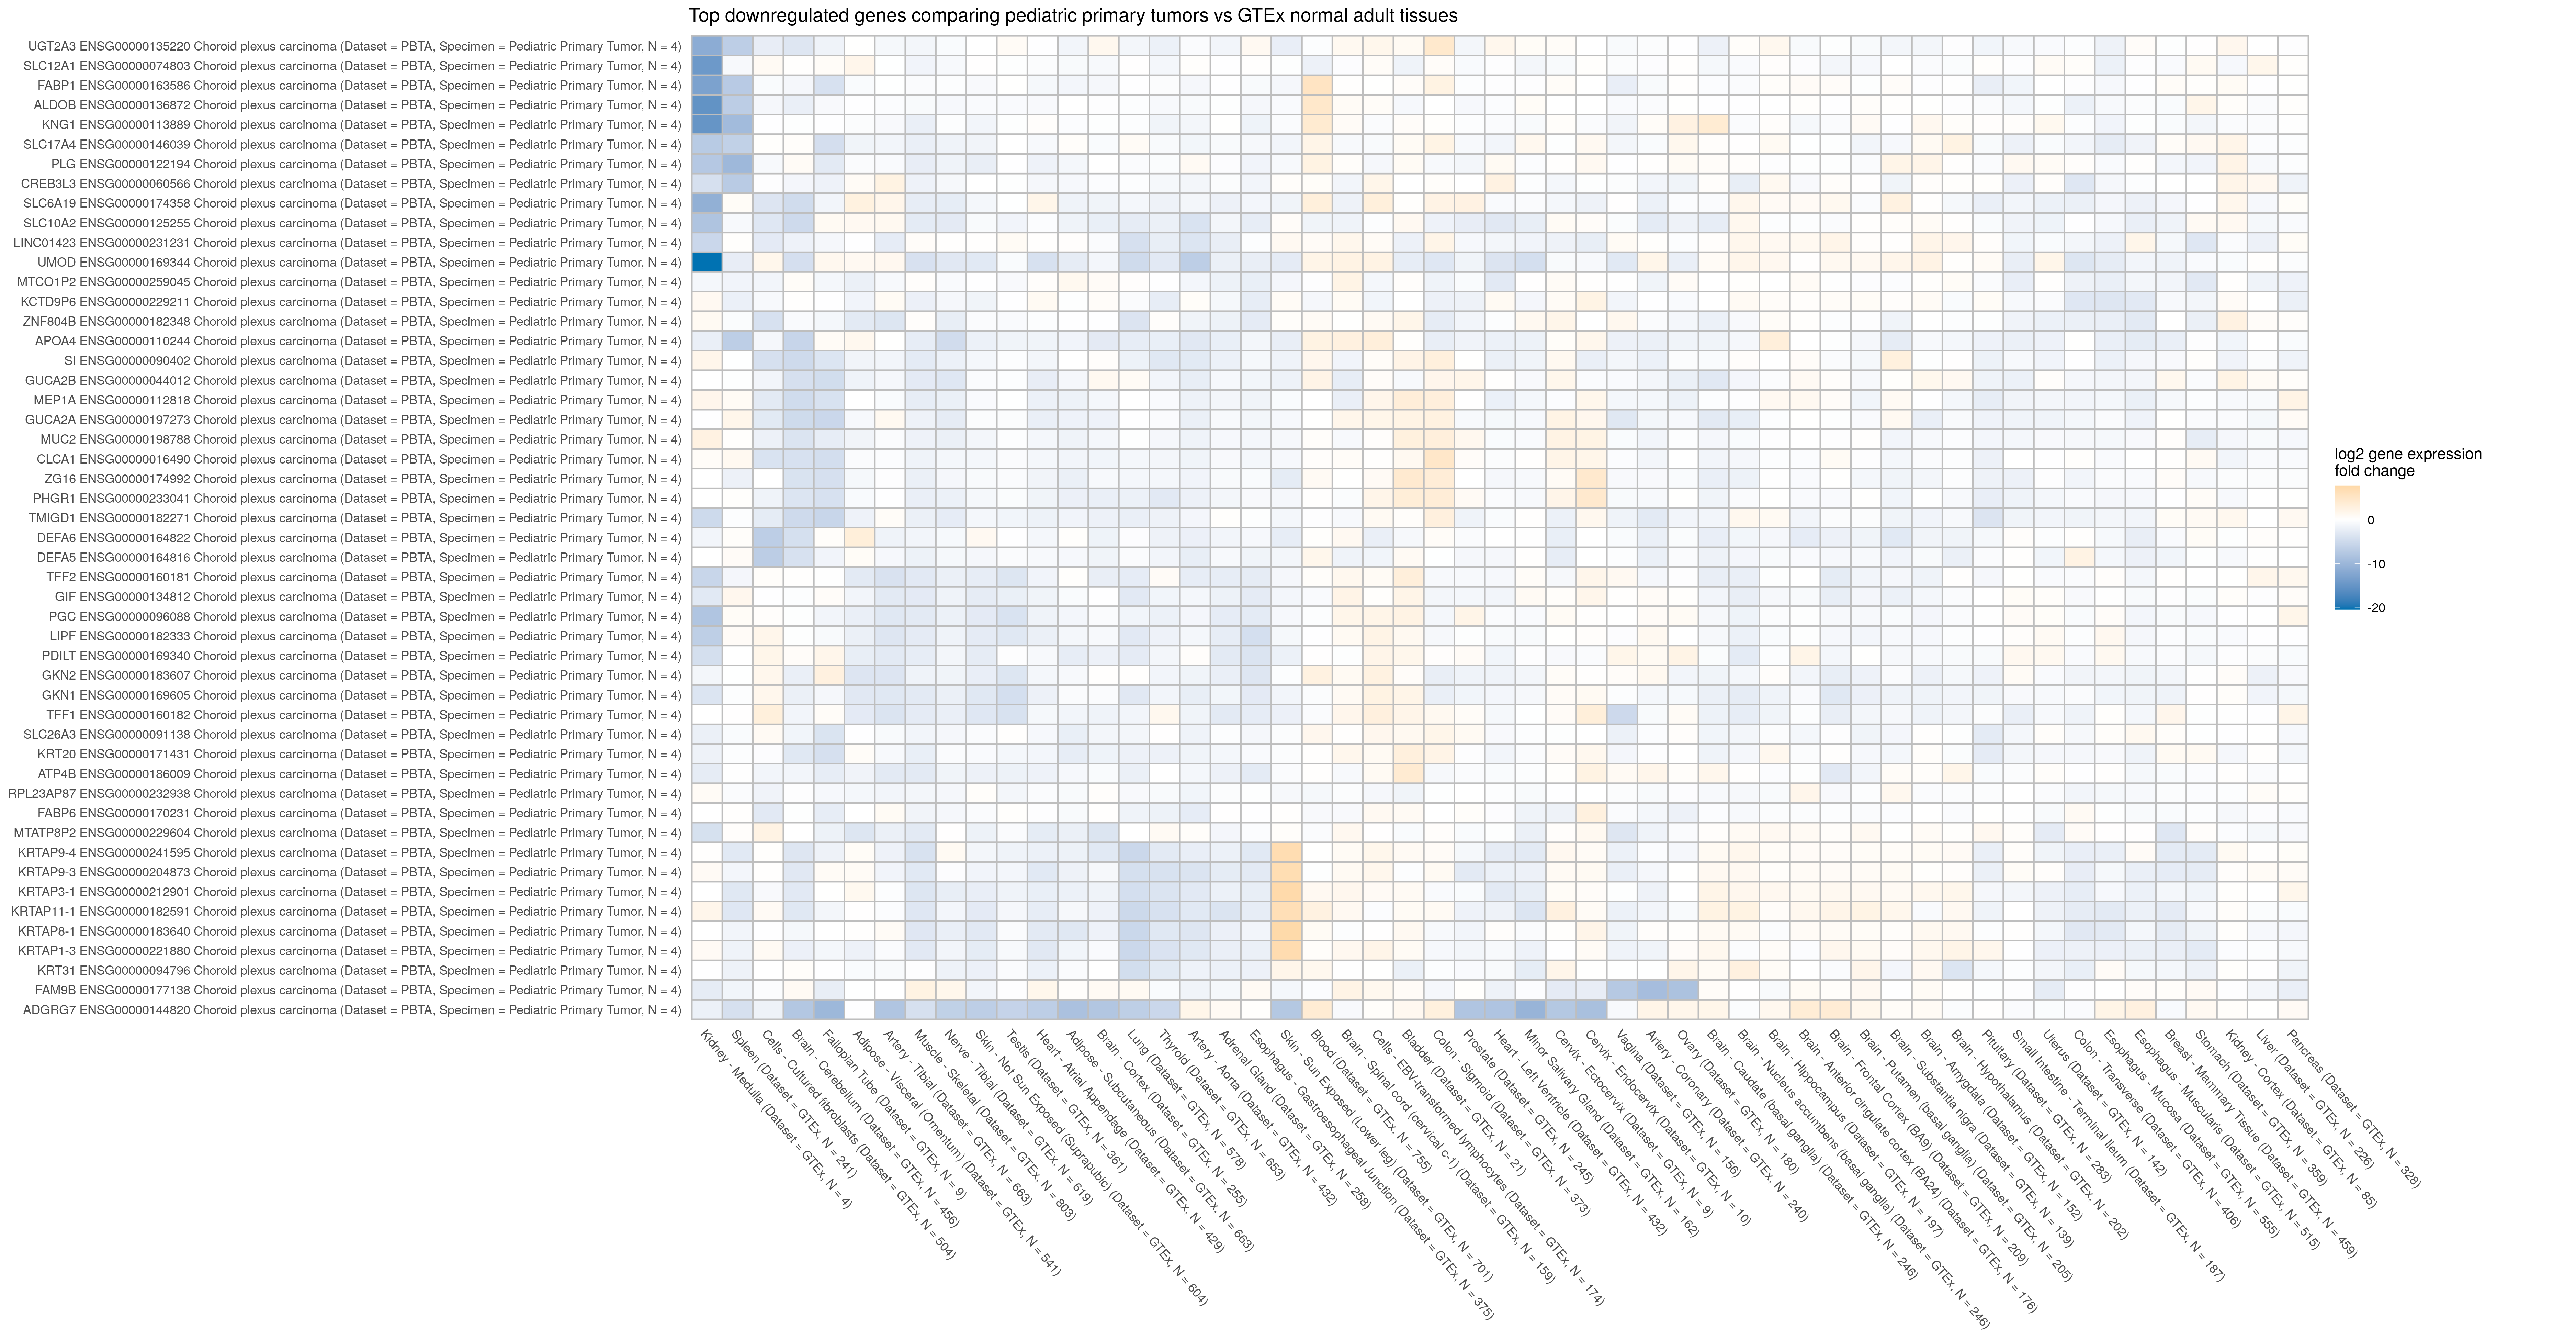 Top downregulated genes comparing pediatric primary tumors vs GTEx normal adult tissues
UGT2A3 ENSG00000135220 Choroid plexus carcinoma (Dataset = PBTA, Specimen = Pediatric Primary Tumor, N = 4)
SLC12A1 ENSG00000074803 Choroid plexus carcinoma (Dataset = PBTA, Specimen = Pediatric Primary Tumor, N = 4)
FABP1 ENSG00000163586 Choroid plexus carcinoma (Dataset = PBTA, Specimen = Pediatric Primary Tumor, N = 4)
ALDOB ENSG00000136872 Choroid plexus carcinoma (Dataset = PBTA, Specimen = Pediatric Primary Tumor, N = 4)
KNG1 ENSG00000113889 Choroid plexus carcinoma (Dataset = PBTA, Specimen = Pediatric Primary Tumor, N = 4)
SLC17A4 ENSG00000146039 Choroid plexus carcinoma (Dataset = PBTA, Specimen = Pediatric Primary Tumor, N = 4)
PLG ENSG00000122194 Choroid plexus carcinoma (Dataset = PBTA, Specimen = Pediatric Primary Tumor, N = 4)
CREB3L3 ENSG00000060566 Choroid plexus carcinoma (Dataset = PBTA, Specimen = Pediatric Primary Tumor, N = 4)
SLC6A19 ENSG00000174358 Choroid plexus carcinoma (Dataset = PBTA, Specimen = Pediatric Primary Tumor, N = 4)
SLC10A2 ENSG00000125255 Choroid plexus carcinoma (Dataset = PBTA, Specimen = Pediatric Primary Tumor, N = 4)
LINC01423 ENSG00000231231 Choroid plexus carcinoma (Dataset = PBTA, Specimen = Pediatric Primary Tumor, N = 4)
UMOD ENSG00000169344 Choroid plexus carcinoma (Dataset = PBTA, Specimen = Pediatric Primary Tumor, N = 4)
MTCO1P2 ENSG00000259045 Choroid plexus carcinoma (Dataset = PBTA, Specimen = Pediatric Primary Tumor, N = 4)
KCTD9P6 ENSG00000229211 Choroid plexus carcinoma (Dataset = PBTA, Specimen = Pediatric Primary Tumor, N = 4)
ZNF804B ENSG00000182348 Choroid plexus carcinoma (Dataset = PBTA, Specimen = Pediatric Primary Tumor, N = 4)
APOA4 ENSG00000110244 Choroid plexus carcinoma (Dataset = PBTA, Specimen = Pediatric Primary Tumor, N = 4)
SI ENSG00000090402 Choroid plexus carcinoma (Dataset = PBTA, Specimen = Pediatric Primary Tumor, N = 4)
GUCA2B ENSG00000044012 Choroid plexus carcinoma (Dataset = PBTA, Specimen = Pediatric Primary Tumor, N = 4)
MEP1A ENSG00000112818 Choroid plexus carcinoma (Dataset = PBTA, Specimen = Pediatric Primary Tumor, N = 4)
GUCA2A ENSG00000197273 Choroid plexus carcinoma (Dataset = PBTA, Specimen = Pediatric Primary Tumor, N = 4)
MUC2 ENSG00000198788 Choroid plexus carcinoma (Dataset = PBTA, Specimen = Pediatric Primary Tumor, N = 4)
CLCA1 ENSG00000016490 Choroid plexus carcinoma (Dataset = PBTA, Specimen = Pediatric Primary Tumor, N = 4)
ZG16 ENSG00000174992 Choroid plexus carcinoma (Dataset = PBTA, Specimen = Pediatric Primary Tumor, N = 4)
PHGR1 ENSG00000233041 Choroid plexus carcinoma (Dataset = PBTA, Specimen = Pediatric Primary Tumor, N = 4)
TMIGD1 ENSG00000182271 Choroid plexus carcinoma (Dataset = PBTA, Specimen = Pediatric Primary Tumor, N = 4)
DEFA6 ENSG00000164822 Choroid plexus carcinoma (Dataset = PBTA, Specimen = Pediatric Primary Tumor, N = 4)
DEFA5 ENSG00000164816 Choroid plexus carcinoma (Dataset = PBTA, Specimen = Pediatric Primary Tumor, N = 4)
TFF2 ENSG00000160181 Choroid plexus carcinoma (Dataset = PBTA, Specimen = Pediatric Primary Tumor, N = 4)
GIF ENSG00000134812 Choroid plexus carcinoma (Dataset = PBTA, Specimen = Pediatric Primary Tumor, N = 4)
PGC ENSG00000096088 Choroid plexus carcinoma (Dataset = PBTA, Specimen = Pediatric Primary Tumor, N = 4)
LIPF ENSG00000182333 Choroid plexus carcinoma (Dataset = PBTA, Specimen = Pediatric Primary Tumor, N = 4)
PDILT ENSG00000169340 Choroid plexus carcinoma (Dataset = PBTA, Specimen = Pediatric Primary Tumor, N = 4)
GKN2 ENSG00000183607 Choroid plexus carcinoma (Dataset = PBTA, Specimen = Pediatric Primary Tumor, N = 4)
GKN1 ENSG00000169605 Choroid plexus carcinoma (Dataset = PBTA, Specimen = Pediatric Primary Tumor, N = 4)
TFF1 ENSG00000160182 Choroid plexus carcinoma (Dataset = PBTA, Specimen = Pediatric Primary Tumor, N = 4)
SLC26A3 ENSG00000091138 Choroid plexus carcinoma (Dataset = PBTA, Specimen = Pediatric Primary Tumor, N = 4)
KRT20 ENSG00000171431 Choroid plexus carcinoma (Dataset = PBTA, Specimen = Pediatric Primary Tumor, N = 4)
ATP4B ENSG00000186009 Choroid plexus carcinoma (Dataset = PBTA, Specimen = Pediatric Primary Tumor, N = 4)
RPL23AP87 ENSG00000232938 Choroid plexus carcinoma (Dataset = PBTA, Specimen = Pediatric Primary Tumor, N = 4)
FABP6 ENSG00000170231 Choroid plexus carcinoma (Dataset = PBTA, Specimen = Pediatric Primary Tumor, N = 4)
MTATP8P2 ENSG00000229604 Choroid plexus carcinoma (Dataset = PBTA, Specimen = Pediatric Primary Tumor, N = 4)
KRTAP9-4 ENSG00000241595 Choroid plexus carcinoma (Dataset = PBTA, Specimen = Pediatric Primary Tumor, N = 4)
KRTAP9-3 ENSG00000204873 Choroid plexus carcinoma (Dataset = PBTA, Specimen = Pediatric Primary Tumor, N = 4)
KRTAP3-1 ENSG00000212901 Choroid plexus carcinoma (Dataset = PBTA, Specimen = Pediatric Primary Tumor, N = 4)
KRTAP11-1 ENSG00000182591 Choroid plexus carcinoma (Dataset = PBTA, Specimen = Pediatric Primary Tumor, N = 4)
KRTAP8-1 ENSG00000183640 Choroid plexus carcinoma (Dataset = PBTA, Specimen = Pediatric Primary Tumor, N = 4)
KRTAP1-3 ENSG00000221880 Choroid plexus carcinoma (Dataset = PBTA, Specimen = Pediatric Primary Tumor, N = 4)
KRT31 ENSG00000094796 Choroid plexus carcinoma (Dataset = PBTA, Specimen = Pediatric Primary Tumor, N = 4)
FAM9B ENSG00000177138 Choroid plexus carcinoma (Dataset = PBTA, Specimen = Pediatric Primary Tumor, N = 4)
ADGRG7 ENSG00000144820 Choroid plexus carcinoma (Dataset = PBTA, Specimen = Pediatric Primary Tumor, N = 4)
log2 gene expression
fold change
0
-10
-20
Kidney - Medulla (Dataset = GTEx, N = 4)
Spleen (Dataset = GTEx, N = 241)
Cells - Cultured fibroblasts (Dataset = GTEx, N = 504)
Brain - Cerebellum (Dataset = GTEx, N = 456)
Fallopian Tube (Dataset = GTEx, N = 9)
Adipose - Visceral (Omentum) (Dataset = GTEx, N = 541)
Artery - Tibial (Dataset = GTEx, N = 663)
Muscle - Skeletal (Dataset = GTEx, N = 803)
Nerve - Tibial (Dataset = GTEx, N = 619)
Skin - Not Sun Exposed (Suprapubic) (Dataset = GTEx, N = 604)
Testis (Dataset = GTEx, N = 361)
Heart - Atrial Appendage (Dataset = GTEx, N = 429)
Adipose - Subcutaneous (Dataset = GTEx, N = 663)
Brain - Cortex (Dataset = GTEx, N = 255)
Lung (Dataset = GTEx, N = 578)
Thyroid (Dataset = GTEx, N = 653)
Artery - Aorta (Dataset = GTEx, N = 432)
Adrenal Gland (Dataset = GTEx, N = 258)
Esophagus - Gastroesophageal Junction (Dataset = GTEx, N = 375)
Skin - Sun Exposed (Lower leg) (Dataset = GTEx, N = 701)
Blood (Dataset = GTEx, N = 755)
Brain - Spinal cord (cervical c-1) (Dataset = GTEx, N = 159)
Cells - EBV-transformed lymphocytes (Dataset = GTEx, N = 174)
Bladder (Dataset = GTEx, N = 21)
Colon - Sigmoid (Dataset = GTEx, N = 373)
Prostate (Dataset = GTEx, N = 245)
Heart - Left Ventricle (Dataset = GTEx, N = 432)
Minor Salivary Gland (Dataset = GTEx, N = 162)
Cervix - Ectocervix (Dataset = GTEx, N = 9)
Cervix - Endocervix (Dataset = GTEx, N = 10)
Vagina (Dataset = GTEx, N = 156)
Artery - Coronary (Dataset = GTEx, N = 240)
Ovary (Dataset = GTEx, N = 180)
Brain - Caudate (basal ganglia) (Dataset = GTEx, N = 246)
Brain - Nucleus accumbens (basal ganglia) (Dataset = GTEx, N = 246)
Brain - Hippocampus (Dataset = GTEx, N = 197)
Brain - Anterior cingulate cortex (BA24) (Dataset = GTEx, N = 176)
Brain - Frontal Cortex (BA9) (Dataset = GTEx, N = 209)
Brain - Putamen (basal ganglia) (Dataset = GTEx, N = 205)
Brain - Substantia nigra (Dataset = GTEx, N = 139)
Brain - Amygdala (Dataset = GTEx, N = 152)
Brain - Hypothalamus (Dataset = GTEx, N = 202)
Pituitary (Dataset = GTEx, N = 283)
Small Intestine - Terminal Ileum (Dataset = GTEx, N = 187)
Uterus (Dataset = GTEx, N = 142)
Colon - Transverse (Dataset = GTEx, N = 406)
Esophagus - Mucosa (Dataset = GTEx, N = 555)
Esophagus - Muscularis (Dataset = GTEx, N = 515)
Breast - Mammary Tissue (Dataset = GTEx, N = 459)
Stomach (Dataset = GTEx, N = 359)
Kidney - Cortex (Dataset = GTEx, N = 85)
Liver (Dataset = GTEx, N = 226)
Pancreas (Dataset = GTEx, N = 328)